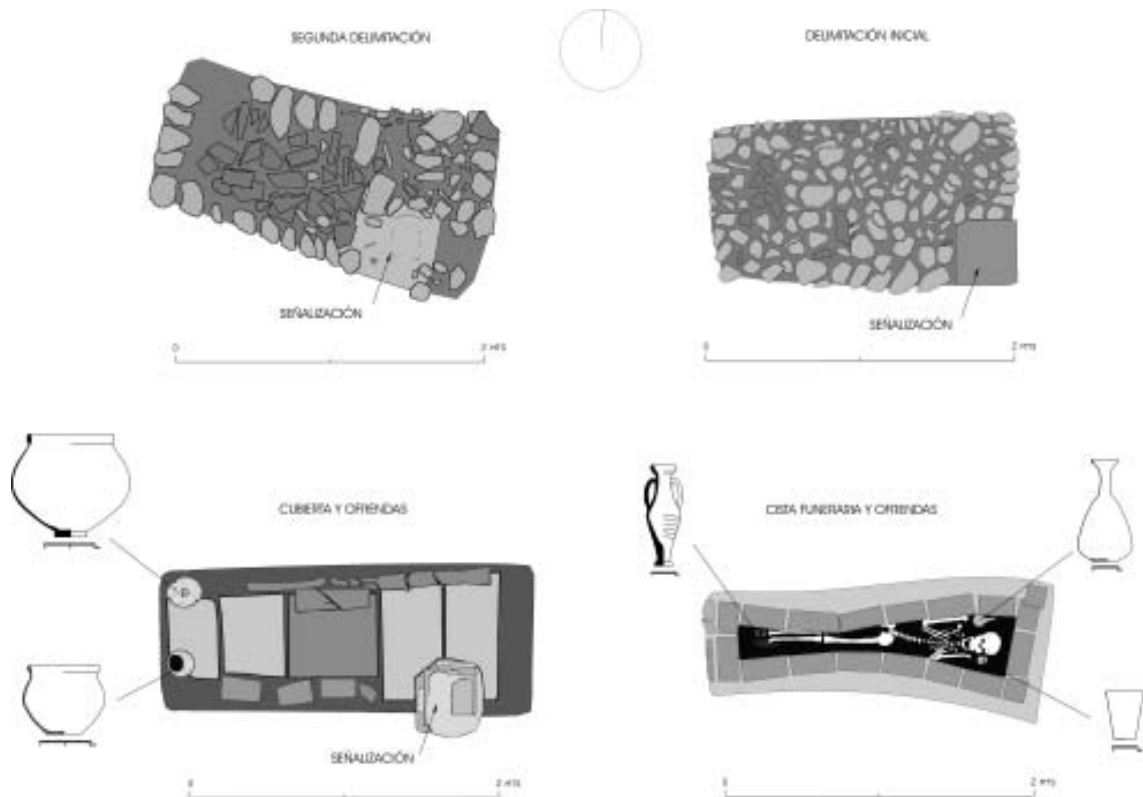 SEGUNDA DELIMITACIÓN
DELIMITACIÓN INICIAL
SEÑALIZACIÓN
SEÑALIZACIÓN
0 2 MTS
0 2 MTS
CUBIERTA Y OFRENDAS
CISTA FUNERARIA Y OFRENDAS
SEÑALIZACIÓN
0 2 MTS
0 2 MTS